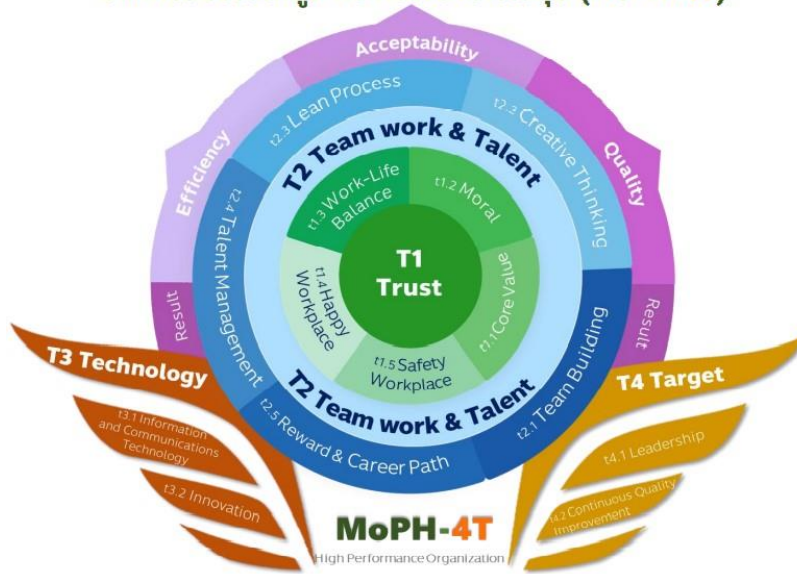 Acceptability
Efficiency
Quality
Result
Result
t2.3 Lean Process
t2.2 Creative Thinking
t2.4 Talent Management
t2.1 Team Building
t2.5 Reward & Career Path
T2 Team work & Talent
T2 Team work & Talent
t1.3 Work-Life
Balance
t1.2 Moral
t1.4 Happy
Workplace
t1.1 Core Value
t1.5 Safety
Workplace
T1
Trust
T3 Technology
t3.1 Information
and Communications
Technology
t3.2 Innovation
T4 Target
t4.1 Leadership
t4.2 Continuous Quality
Improvement
MoPH-4T
High Performance Organization